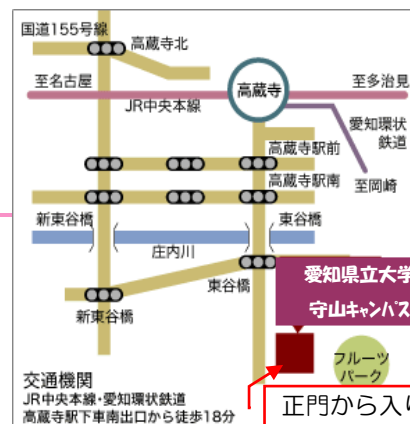 国道155号線
高蔵寺北
至名古屋
高蔵寺
至多治見
JR中央本線
愛知環状
鉄道
高蔵寺駅前
高蔵寺駅南
至岡崎
新東谷橋
東谷橋
庄内川
東谷橋
新東谷橋
愛知県立大学
守山キャンパス
フルーツ
パーク
交通機関
JR中央本線・愛知環状鉄道
高蔵寺駅下車南出口から徒歩18分
正門から入り